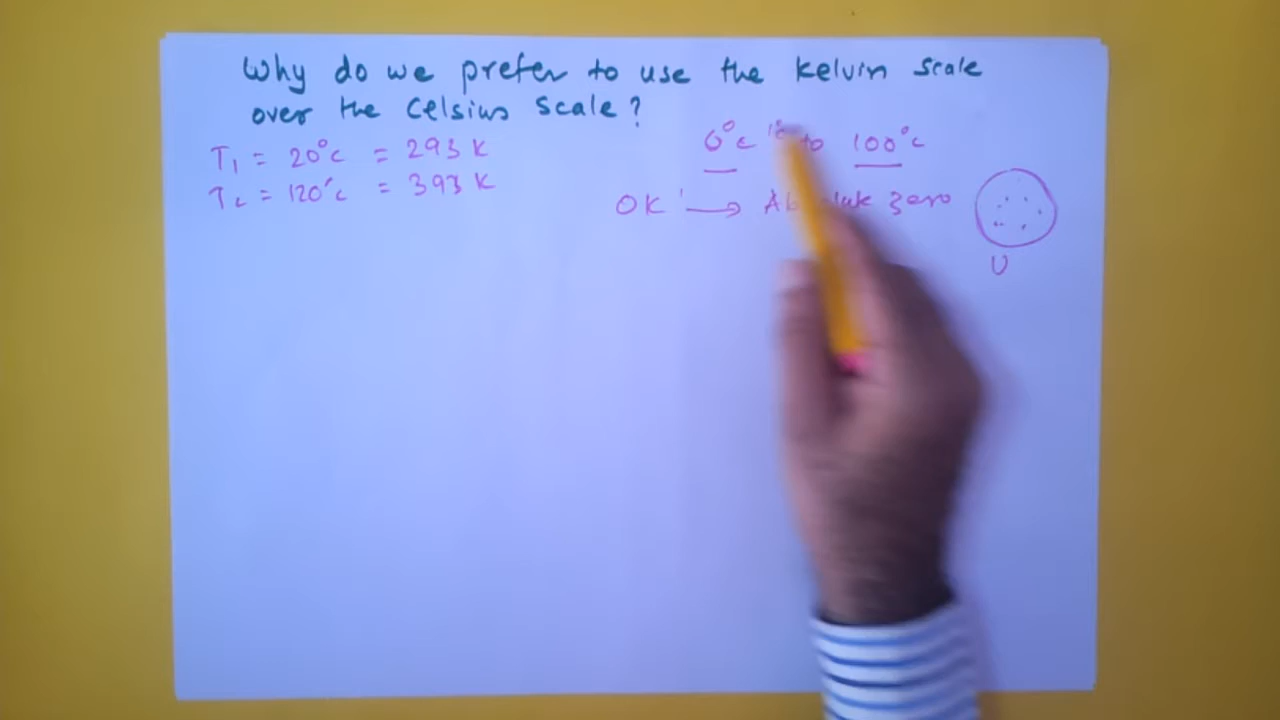 Why do we prefer to use the Kelvin scale
over the Celsius scale?
T1 = 20°C = 293 K
T2 = 120°C = 393 K
0°C to 100°C
0K → zero
U